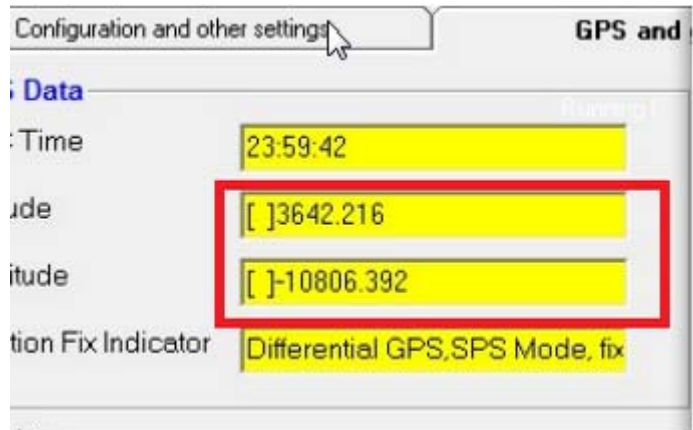 Configuration and other settings
GPS and
Data
Time
23:59:42
ude
[ ]3642.216
itude
[ ]-10806.392
tion Fix Indicator
Differential GPS,SPS Mode, fix